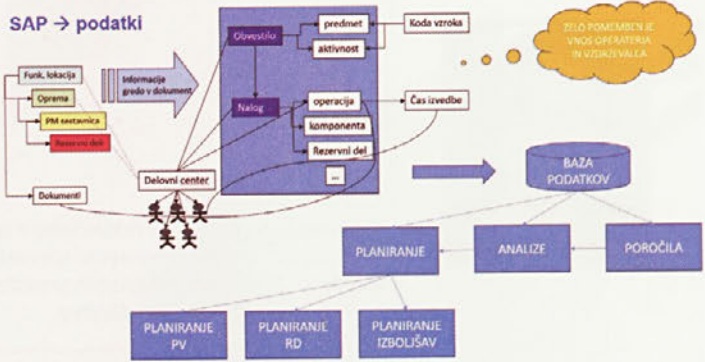 SAP → podatki
Funk. lokacija
Oprema
PM sestavnica
Rezervni deli
Dokumenti
Informacije
gredo v dokument
Delovni center
Obvestilo
Nalog
predmet
aktivnost
operacija
komponenta
Rezervni del
...
Koda vzroka
Čas izvedbe
ZELO POMEMBEN JE
VNOS OPERATERJA
IN VZDRŽEVALCA
BAZA
PODATKOV
PLANIRANJE
ANALIZE
POROČILA
PLANIRANJE
PV
PLANIRANJE
RD
PLANIRANJE
IZBOLJŠAV